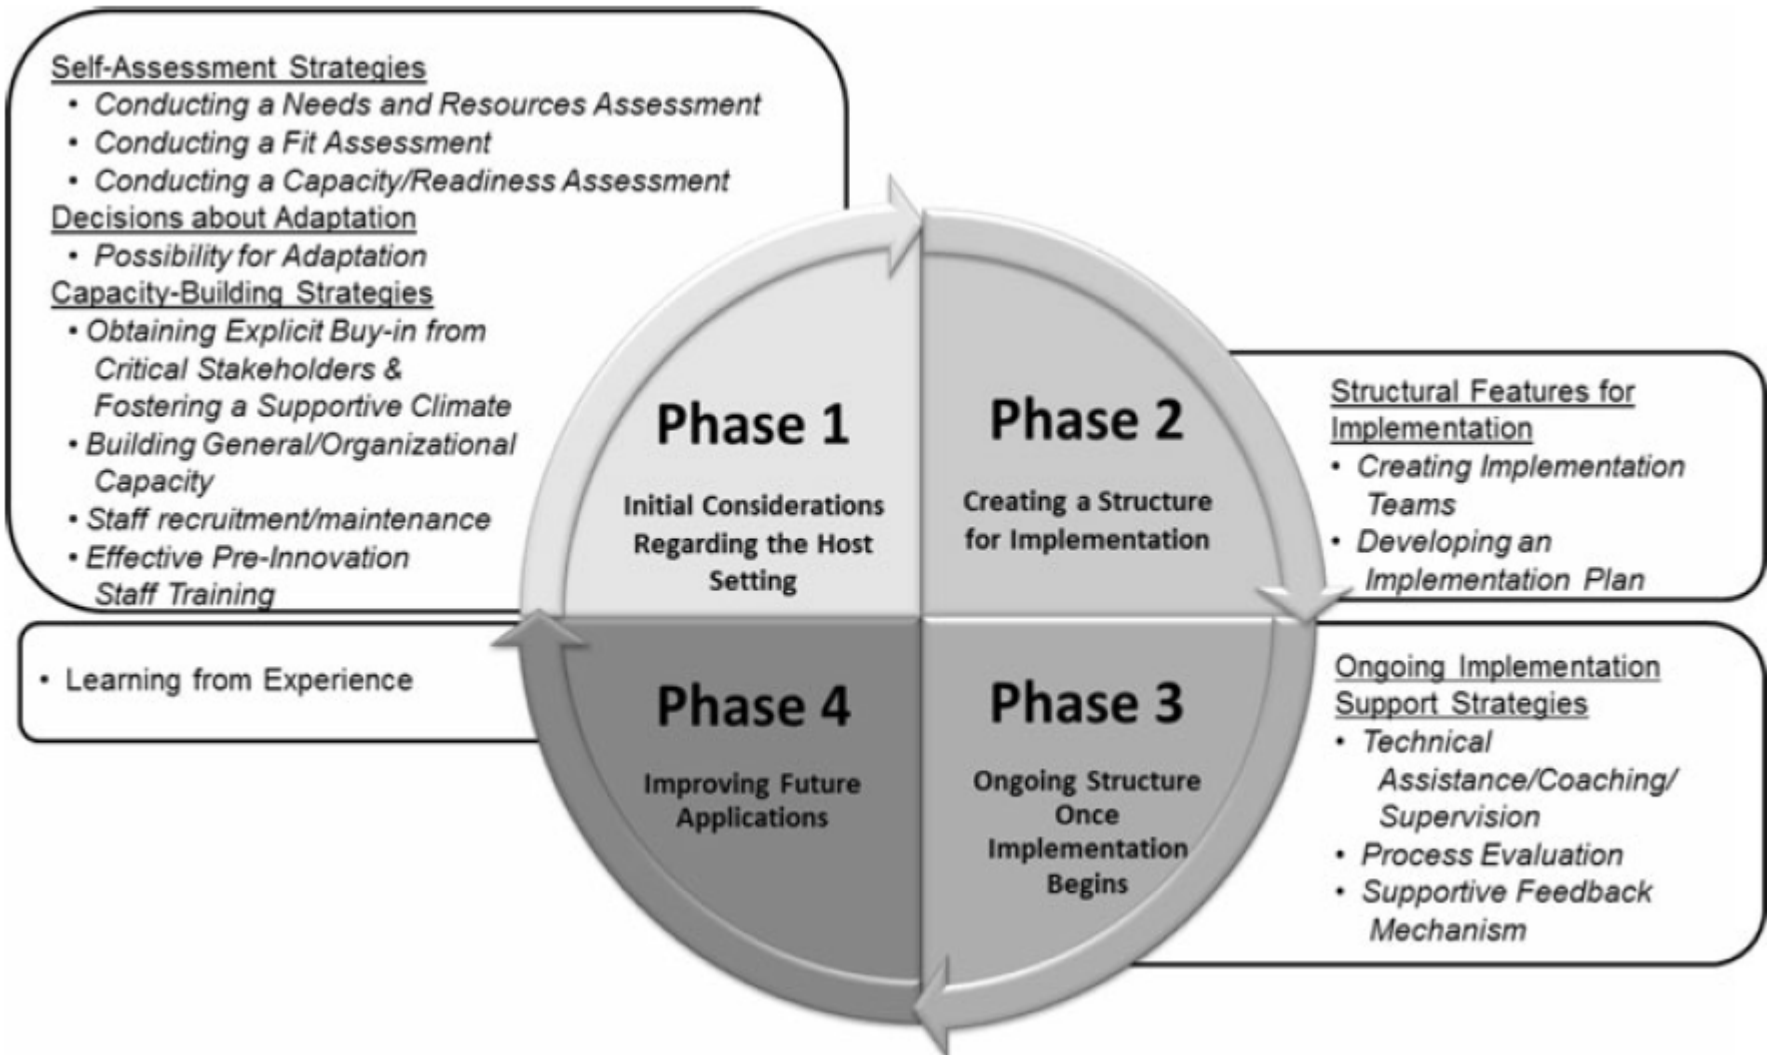 Self-Assessment Strategies
• Conducting a Needs and Resources Assessment
• Conducting a Fit Assessment
• Conducting a Capacity/Readiness Assessment
Decisions about Adaptation
• Possibility for Adaptation
Capacity-Building Strategies
• Obtaining Explicit Buy-in from
Critical Stakeholders &
Fostering a Supportive Climate
• Building General/Organizational
Capacity
• Staff recruitment/maintenance
• Effective Pre-Innovation
Staff Training
Phase 1
Initial Considerations
Regarding the Host
Setting
Phase 2
Creating a Structure
for Implementation
Structural Features for
Implementation
• Creating Implementation
Teams
• Developing an
Implementation Plan
Phase 3
Ongoing Structure
Once
Implementation
Begins
Ongoing Implementation
Support Strategies
• Technical
Assistance/Coaching/
Supervision
• Process Evaluation
• Supportive Feedback
Mechanism
Phase 4
Improving Future
Applications
• Learning from Experience